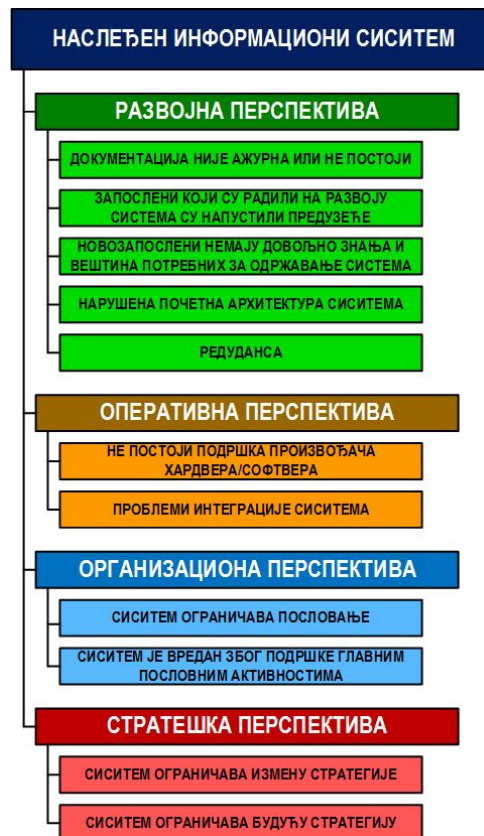 НАСЛЕЂЕН ИНФОРМАЦИОНИ СИСИТЕМ
РАЗВОЈНА ПЕРСПЕКТИВА
ДОКУМЕНТАЦИЈА НИЈЕ АЖУРНА ИЛИ НЕ ПОСТОЈИ
ЗАПОСЛЕНИ КОЈИ СУ РАДИЛИ НА РАЗВОЈУ
СИСТЕМА СУ НАПУСТИЛИ ПРЕДУЗЕЋЕ
НОВОЗАПОСЛЕНИ НЕМАЈУ ДОВОЉНО ЗНАЊА И
ВЕШТИНА ПОТРЕБНИХ ЗА ОДРЖАВАЊЕ СИСТЕМА
НАРУШЕНА ПОЧЕТНА АРХИТЕКТУРА СИСИТЕМА
РЕДУДАНСА
ОПЕРАТИВНА ПЕРСПЕКТИВА
НЕ ПОСТОЈИ ПОДРШКА ПРОИЗВОЂАЧА
ХАРДВЕРА/СОФТВЕРА
ПРОБЛЕМИ ИНТЕГРАЦИЈЕ СИСИТЕМА
ОРГАНИЗАЦИОНА ПЕРСПЕКТИВА
СИСИТЕМ ОГРАНИЧАВА ПОСЛОВАЊЕ
СИСИТЕМ ЈЕ ВРЕДАН ЗБОГ ПОДРШКЕ ГЛАВНИМ
ПОСЛОВНИМ АКТИВНОСТИМА
СТРАТЕШКА ПЕРСПЕКТИВА
СИСИТЕМ ОГРАНИЧАВА ИЗМЕНУ СТРАТЕГИЈЕ
СИСИТЕМ ОГРАНИЧАВА БУДУЋУ СТРАТЕГИЈУ